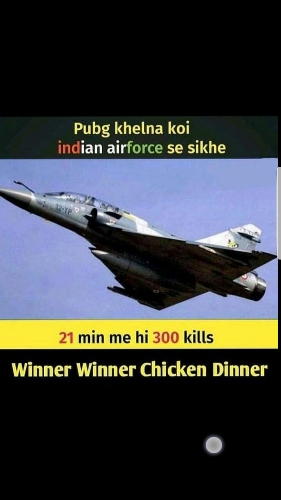 Pubg khelna koi
indian airforce se sikhe
21 min me hi 300 kills
Winner Winner Chicken Dinner